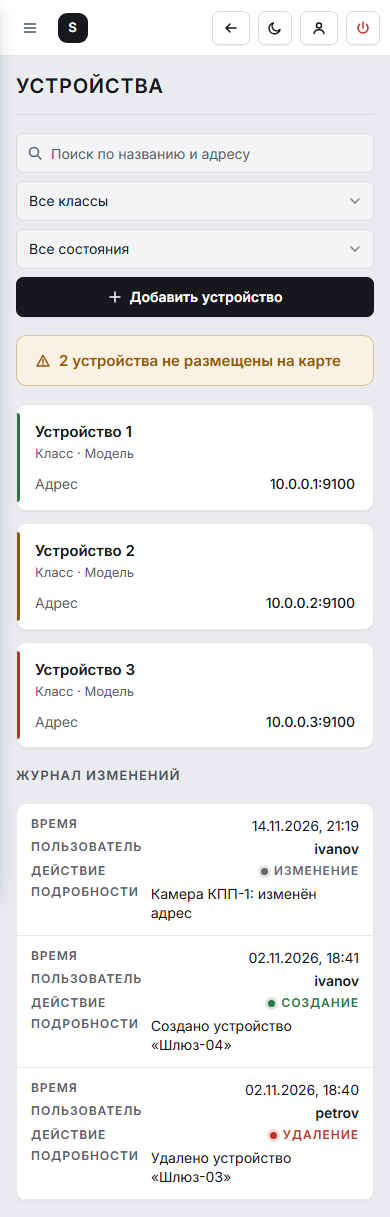 S
УСТРОЙСТВА
Поиск по названию и адресу
Все классы
Все состояния
Добавить устройство
2 устройства не размещены на карте
Устройство 1
Класс · Модель
Адрес 10.0.0.1:9100
Устройство 2
Класс · Модель
Адрес 10.0.0.2:9100
Устройство 3
Класс · Модель
Адрес 10.0.0.3:9100
ЖУРНАЛ ИЗМЕНЕНИЙ
ВРЕМЯ 14.11.2026, 21:19
ПОЛЬЗОВАТЕЛЬ ivanov
ДЕЙСТВИЕ ИЗМЕНЕНИЕ
ПОДРОБНОСТИ Камера КПП-1: изменён
адрес
ВРЕМЯ 02.11.2026, 18:41
ПОЛЬЗОВАТЕЛЬ ivanov
ДЕЙСТВИЕ СОЗДАНИЕ
ПОДРОБНОСТИ Создано устройство
«Шлюз-04»
ВРЕМЯ 02.11.2026, 18:40
ПОЛЬЗОВАТЕЛЬ petrov
ДЕЙСТВИЕ УДАЛЕНИЕ
ПОДРОБНОСТИ Удалено устройство
«Шлюз-03»